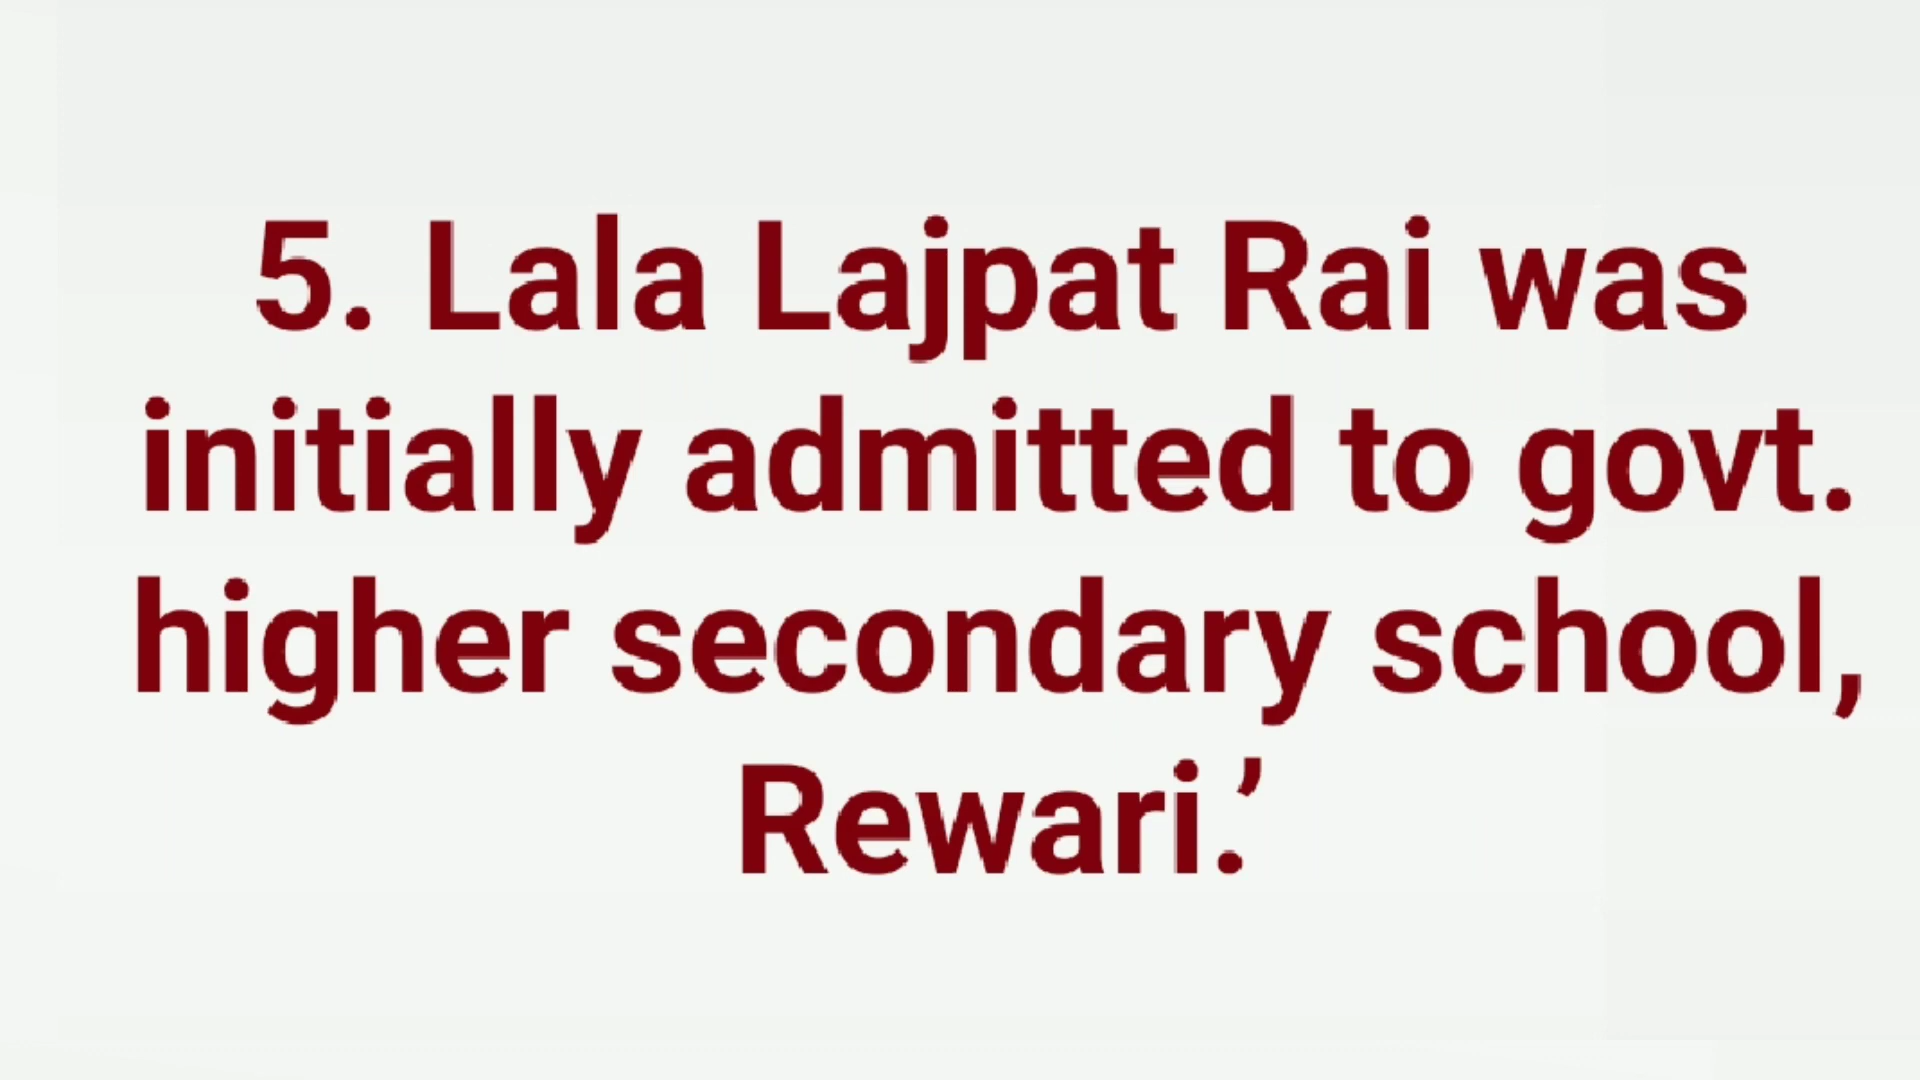 5. Lala Lajpat Rai was
initially admitted to govt.
higher secondary school,
Rewari.’